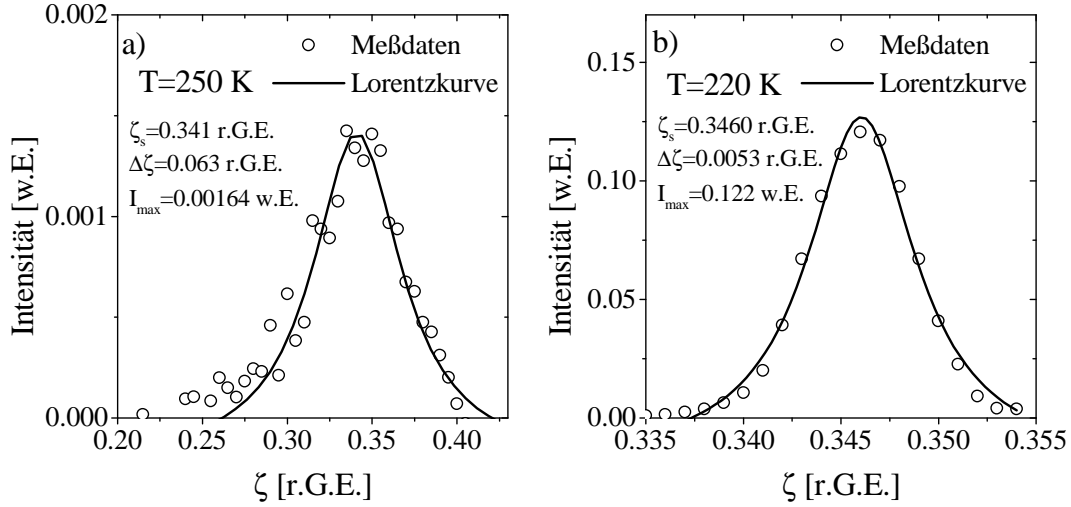 a)
Meßdaten
T=250 K
Lorentzkurve
ζs=0.341 r.G.E.
Δζ=0.063 r.G.E.
Imax=0.00164 w.E.
0.002
0.001
0.000
Intensität [w.E.]
0.20 0.25 0.30 0.35 0.40
ζ [r.G.E.]
b)
Meßdaten
T=220 K
Lorentzkurve
ζs=0.3460 r.G.E.
Δζ=0.0053 r.G.E.
Imax=0.122 w.E.
0.15
0.10
0.05
0.00
Intensität [w.E.]
0.335 0.340 0.345 0.350 0.355
ζ [r.G.E.]